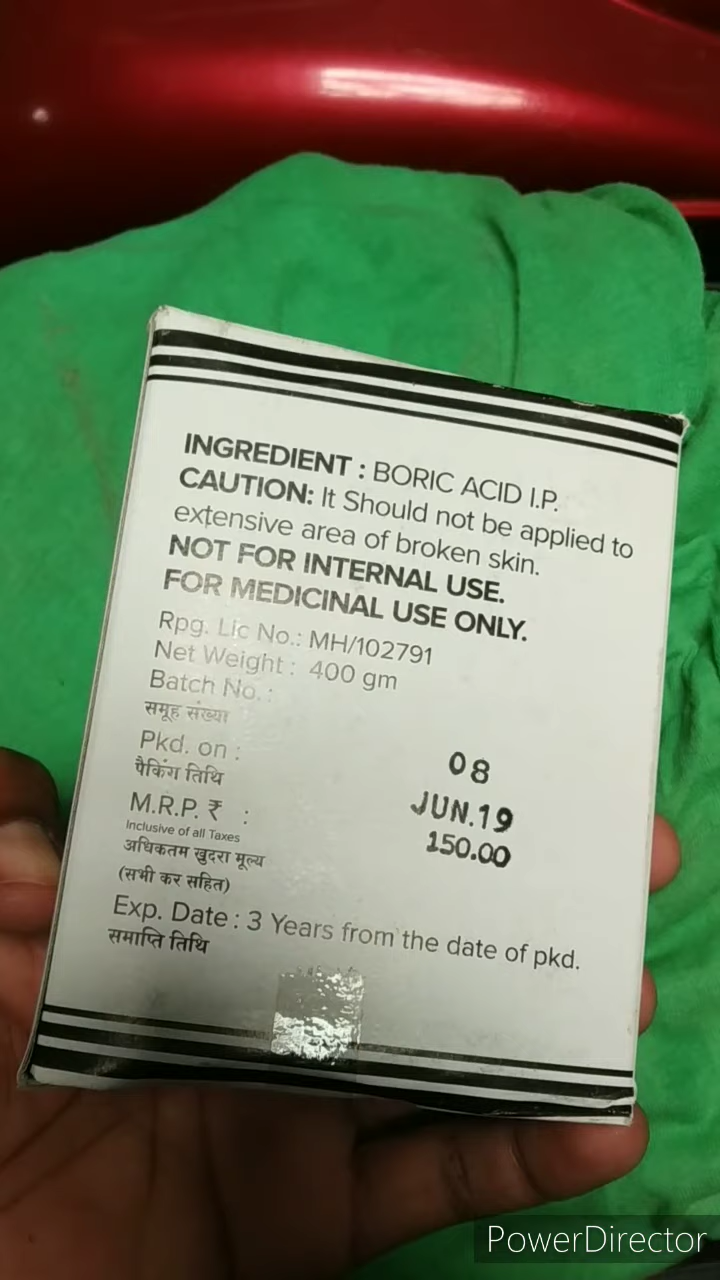 INGREDIENT : BORIC ACID I.P.
CAUTION: It Should not be applied to
extensive area of broken skin.
NOT FOR INTERNAL USE.
FOR MEDICINAL USE ONLY.
Rpg. Lic No.: MH/102791
Net Weight : 400 gm
Batch No. : 08
समूह संख्या
Pkd. on : JUN.19
पैकिंग तिथि
M.R.P. ₹ : 150.00
Inclusive of all Taxes
अधिकतम खुदरा मूल्य
(सभी कर सहित)
Exp. Date : 3 Years from the date of pkd.
समाप्ति तिथि
PowerDirector